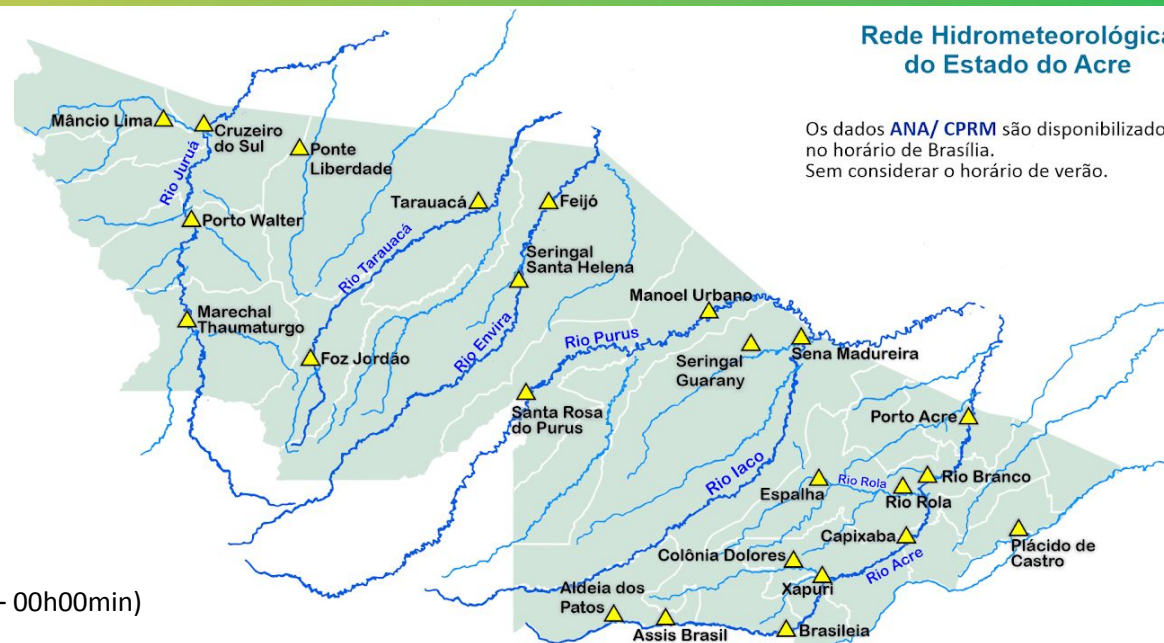 Rede Hidrometeorológica
do Estado do Acre
Os dados ANA/ CPRM são disponibilizado
no horário de Brasília.
Sem considerar o horário de verão.
Mâncio Lima
Cruzeiro
do Sul
Ponte
Liberdade
Rio Juruá
Porto Walter
Tarauacá
Feijó
Rio Tarauacá
Seringal
Santa Helena
Marechal
Thaumaturgo
Foz Jordão
Rio Envira
Manoel Urbano
Rio Purus
Seringal
Guarany
Sena Madureira
Santa Rosa
do Purus
Porto Acre
Rio Iaco
Espalha
Rio Rola
Rio Rola
Rio Branco
Capixaba
Plácido de
Castro
Colônia Dolores
Rio Acre
Xapuri
Aldeia dos
Patos
Assis Brasil
Brasileia
- 00h00min)